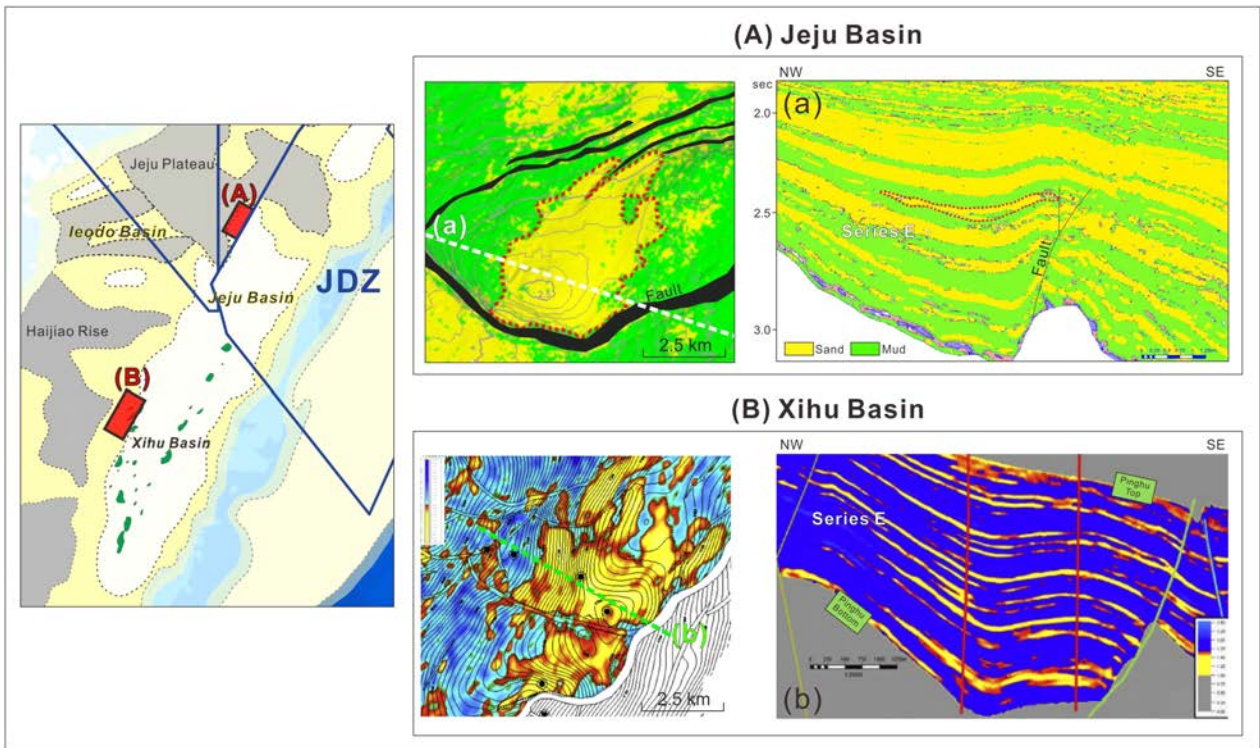 (A) Jeju Basin
Jeju Plateau
(A)
Ieodo Basin
Jeju Basin
JDZ
Haijiao Rise
(B)
Xihu Basin
(a)
Fault
2.5 km
NW
SE
sec
(a)
2.0
2.5
Series E
Fault
3.0
Sand
Mud
(B) Xihu Basin
(b)
2.5 km
NW
SE
Series E
Pinghu
Top
Pinghu
Bottom
(b)